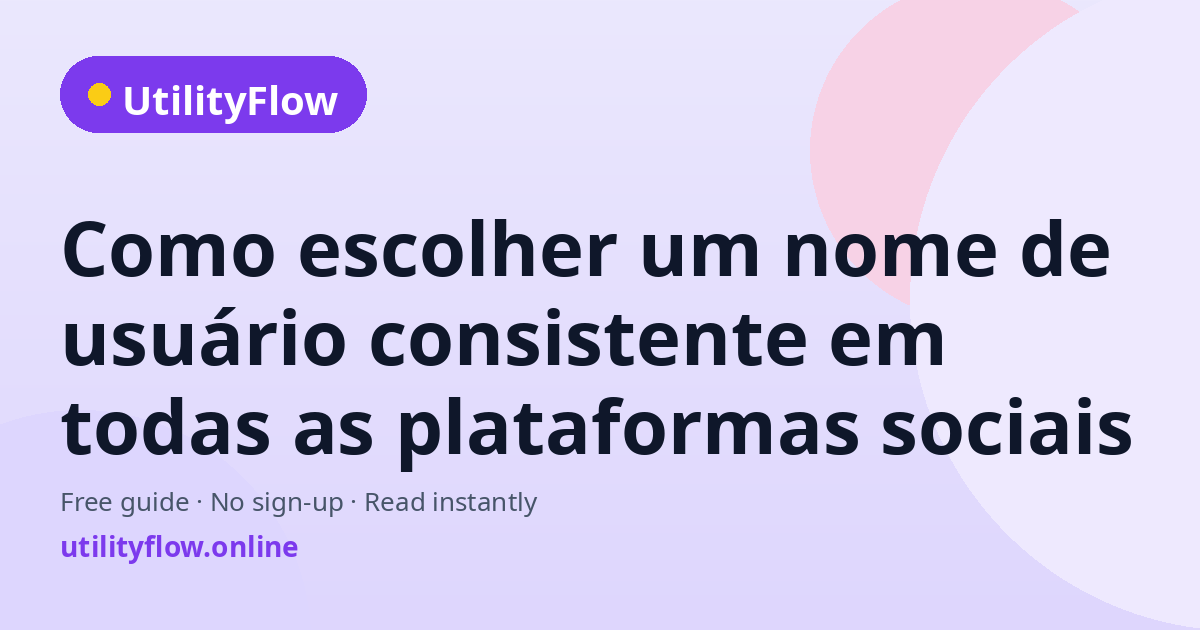 UtilityFlow
Como escolher um nome de
usuário consistente em
todas as plataformas sociais
Free guide · No sign-up · Read instantly
utilityflow.online